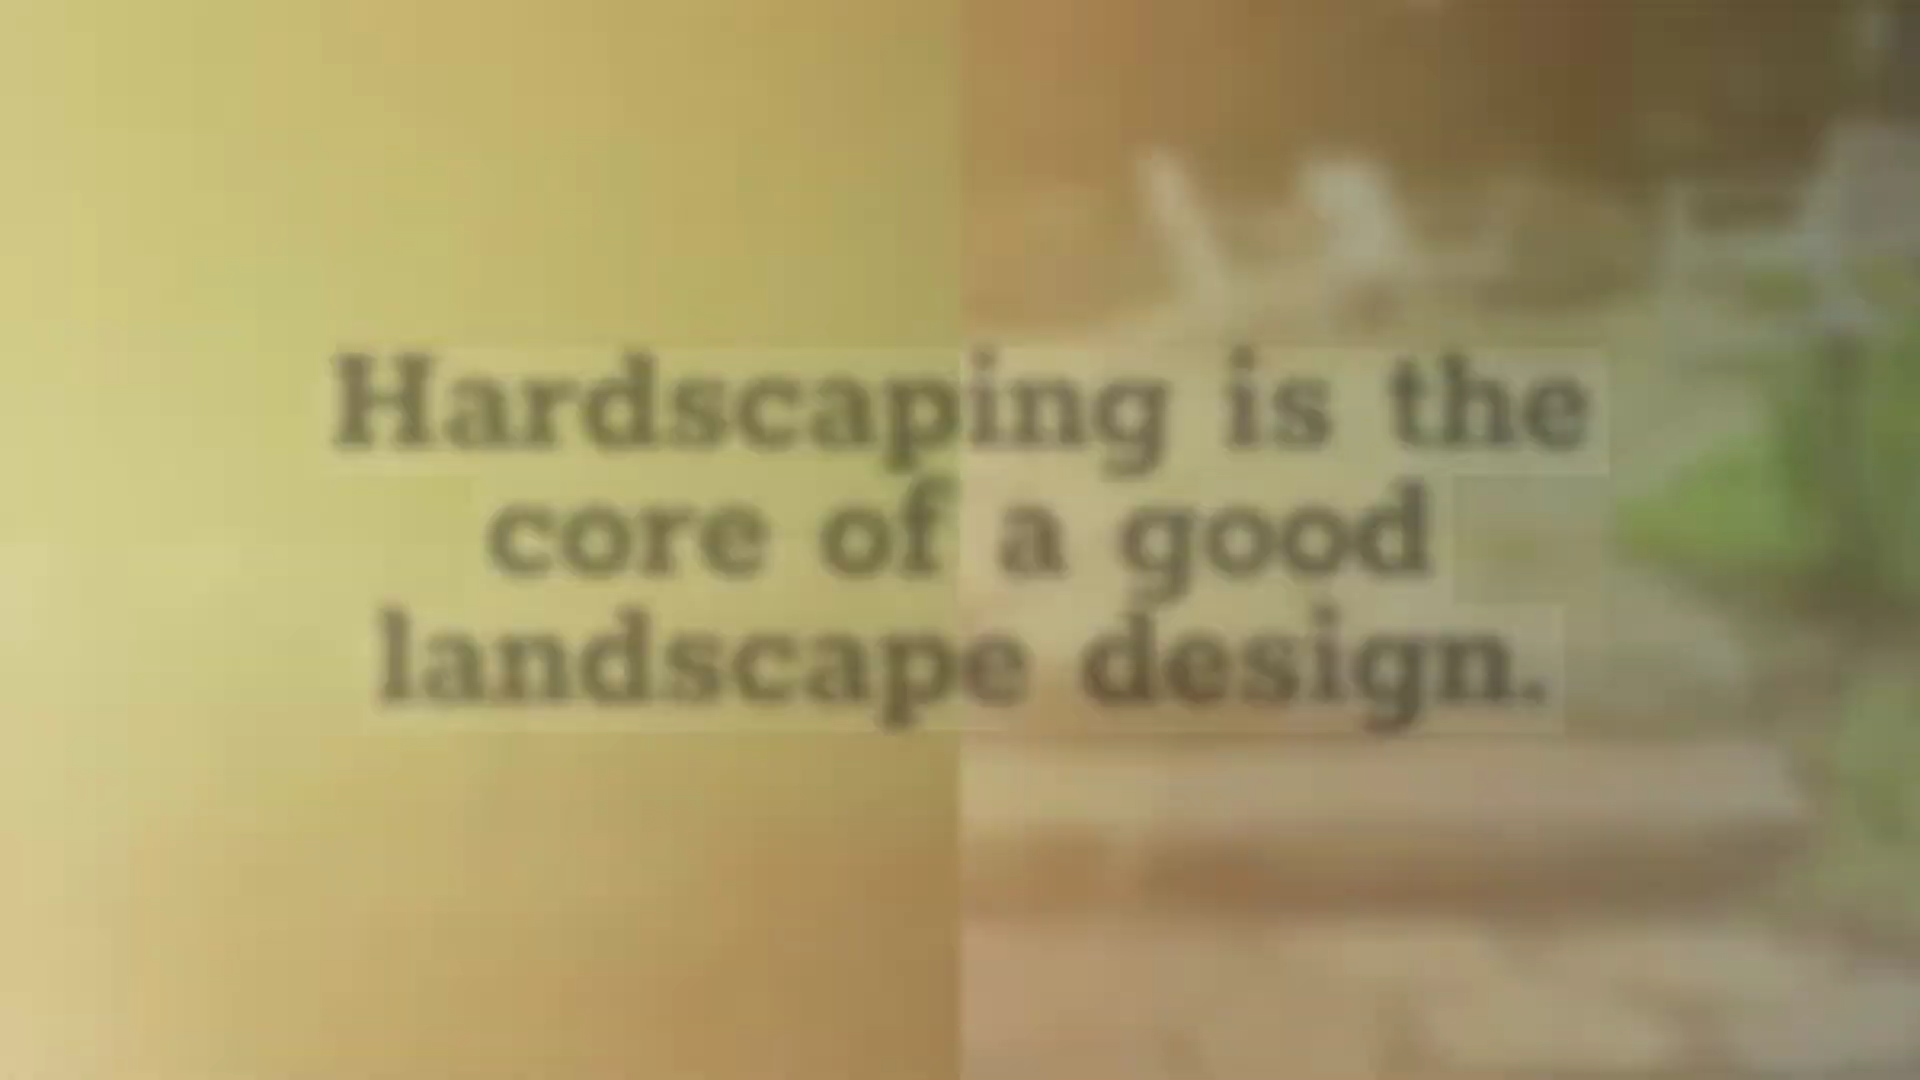 Hardscaping is the
core of a good
landscape design.